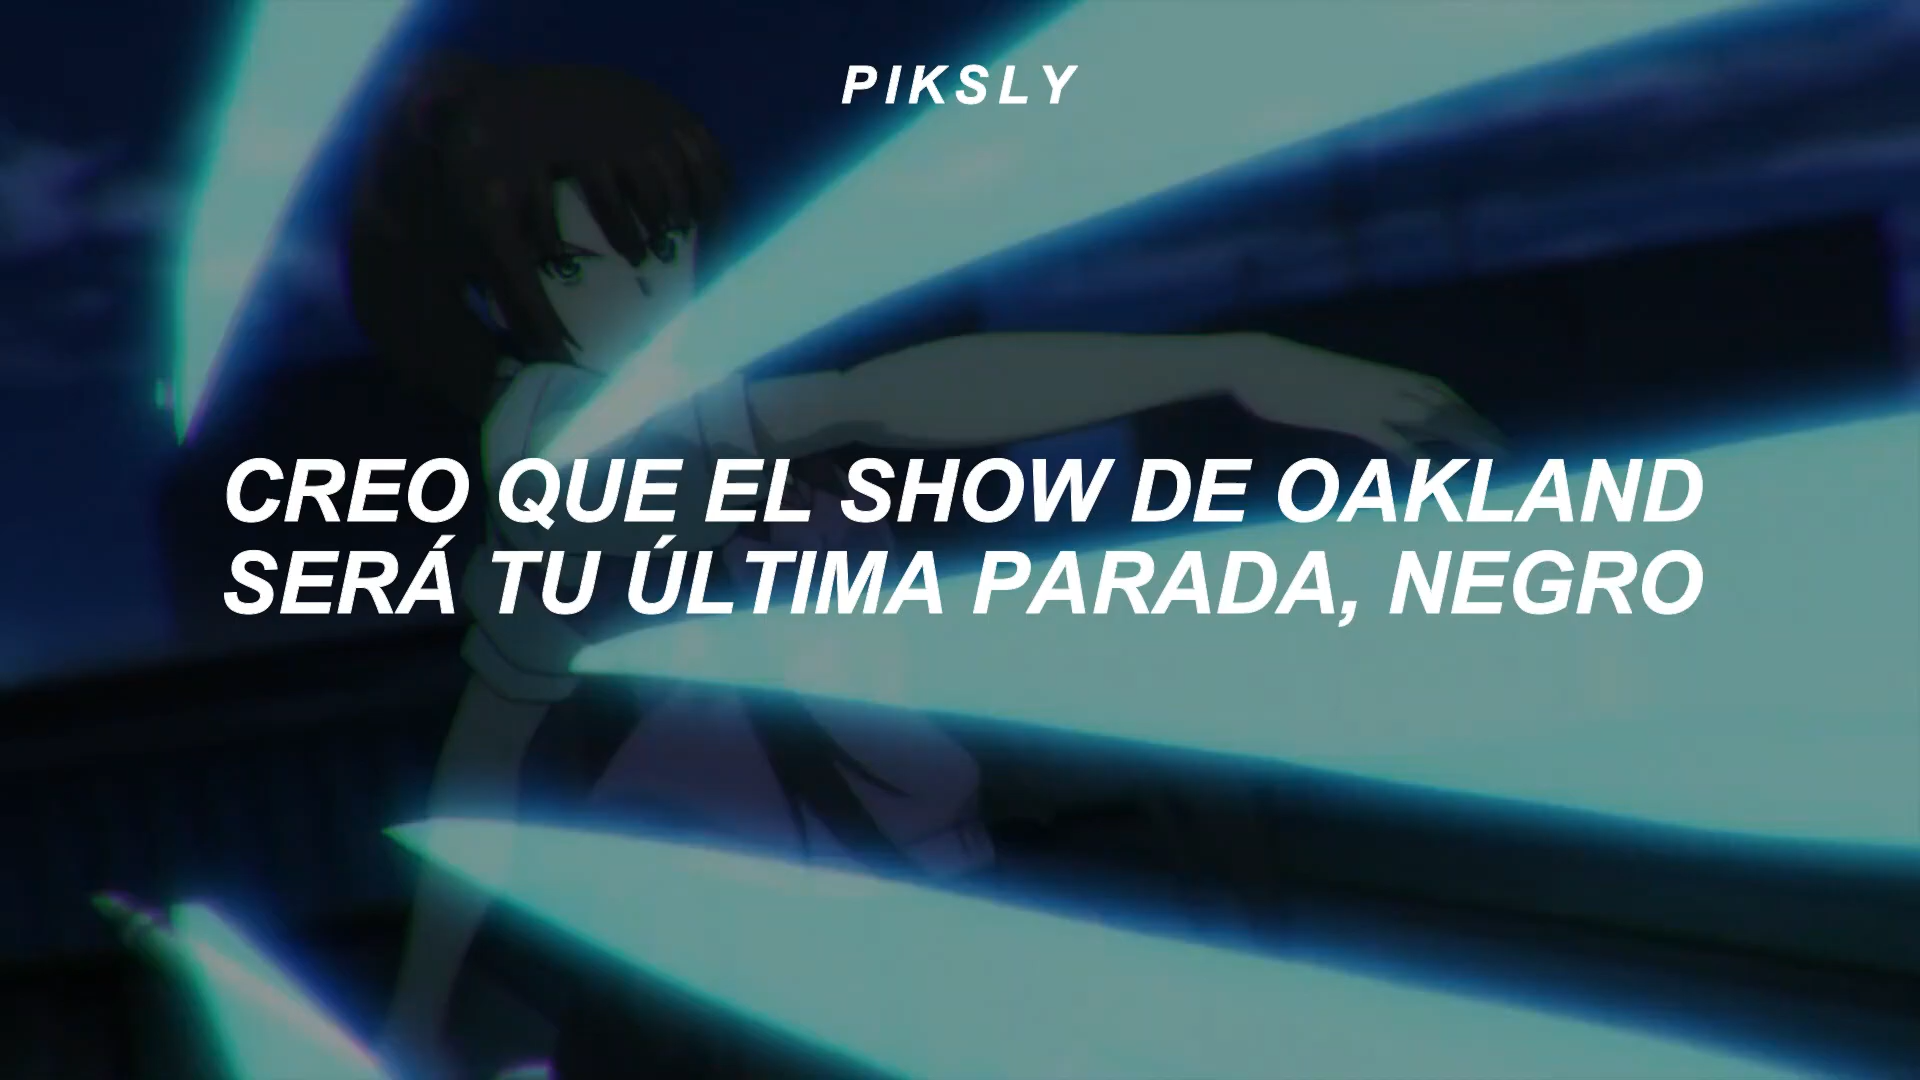 PIKSLY
CREO QUE EL SHOW DE OAKLAND
SERÁ TU ÚLTIMA PARADA, NEGRO